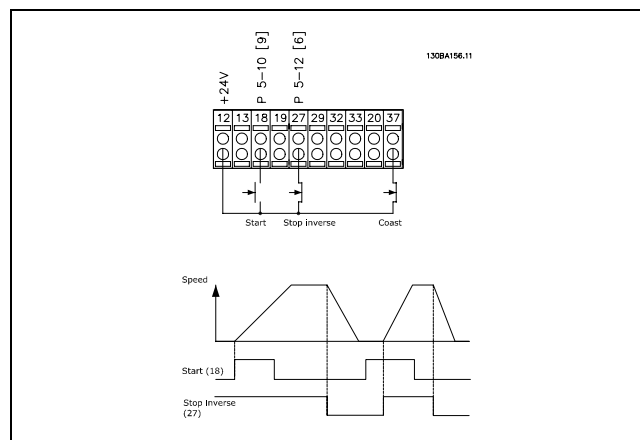 130BA156.11
+24V
P 5-10 [9]
P 5-12 [6]
12 13 18 19 27 29 32 33 20 37
Start Stop inverse Coast
Speed
Start (18)
Stop Inverse
(27)